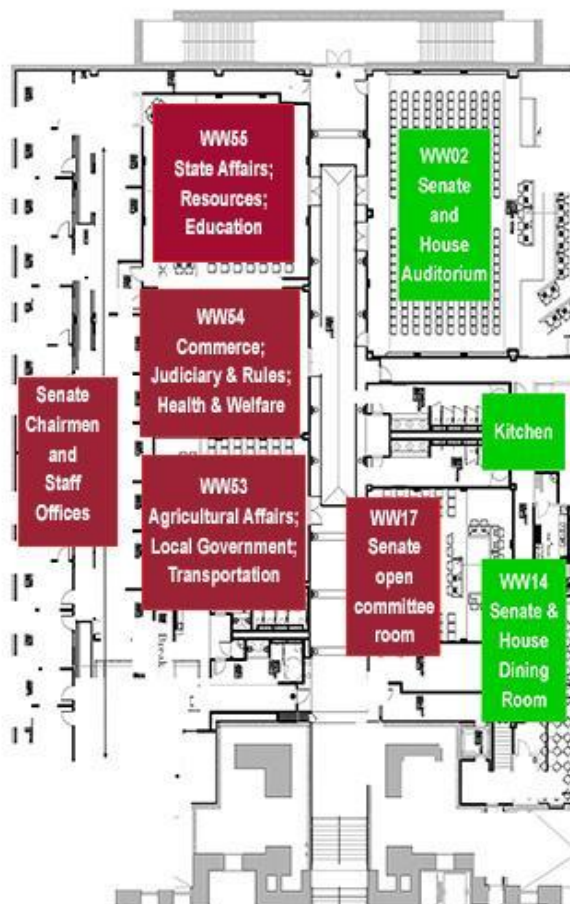 WW55
State Affairs;
Resources;
Education
WW02
Senate
and
House
Auditorium
WW54
Commerce;
Judiciary & Rules;
Health & Welfare
Senate
Chairmen
and
Staff
Offices
Kitchen
WW53
Agricultural Affairs;
Local Government;
Transportation
WW17
Senate
open
committee
room
WW14
Senate &
House
Dining
Room
Break